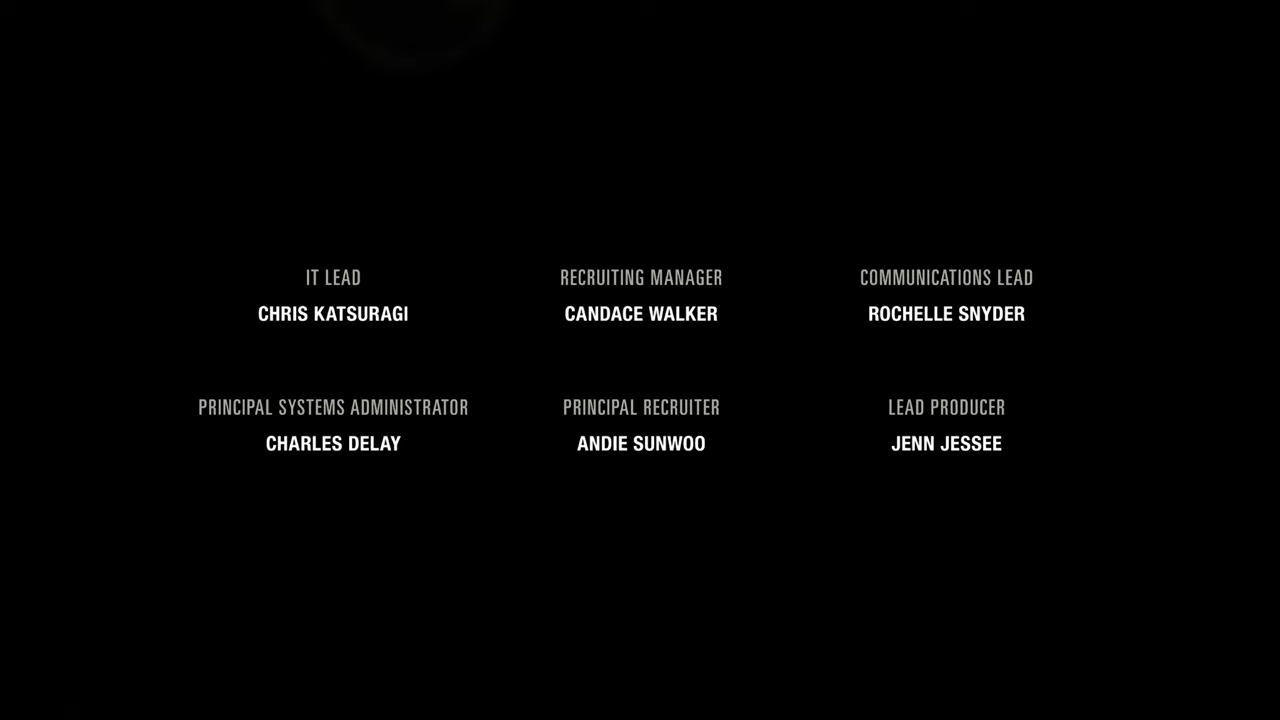 IT LEAD
CHRIS KATSURAGI
RECRUITING MANAGER
CANDACE WALKER
COMMUNICATIONS LEAD
ROCHELLE SNYDER
PRINCIPAL SYSTEMS ADMINISTRATOR
CHARLES DELAY
PRINCIPAL RECRUITER
ANDIE SUNWOO
LEAD PRODUCER
JENN JESSEE